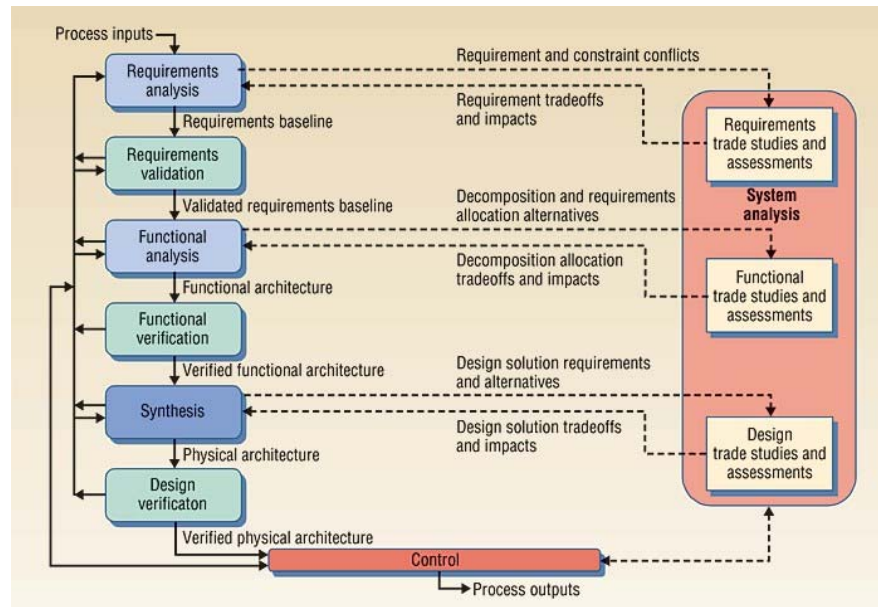 Process inputs
Requirements
analysis
Requirement and constraint conflicts
Requirement tradeoffs
and impacts
Requirements baseline
Requirements
trade studies and
assessments
Requirements
validation
System
analysis
Validated requirements baseline
Decomposition and requirements
allocation alternatives
Functional
analysis
Decomposition allocation
tradeoffs and impacts
Functional
trade studies and
assessments
Functional architecture
Functional
verification
Verified functional architecture
Design solution requirements
and alternatives
Synthesis
Design solution tradeoffs
and impacts
Design
trade studies and
assessments
Physical architecture
Design
verificaton
Verified physical architecture
Control
Process outputs